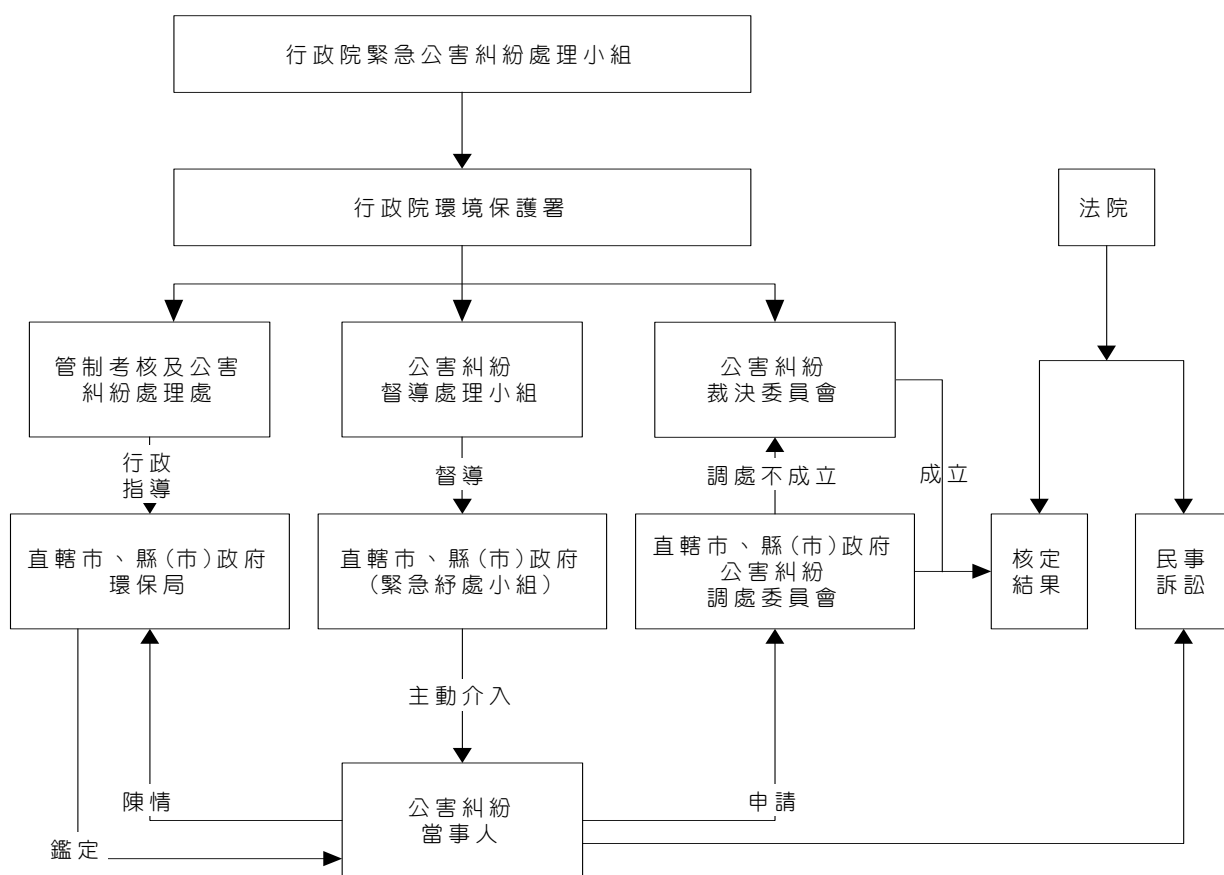 行政院緊急公害糾紛處理小組
行政院環境保護署
法院
管制考核及公害
糾紛處理處
公害糾紛
督導處理小組
公害糾紛
裁決委員會
行政
指導
督導
調處不成立
成立
直轄市、縣(市)政府
環保局
直轄市、縣(市)政府
(緊急紓處小組)
直轄市、縣(市)政府
公害糾紛
調處委員會
核定
結果
民事
訴訟
主動介入
陳情
申請
公害糾紛
當事人
鑑定